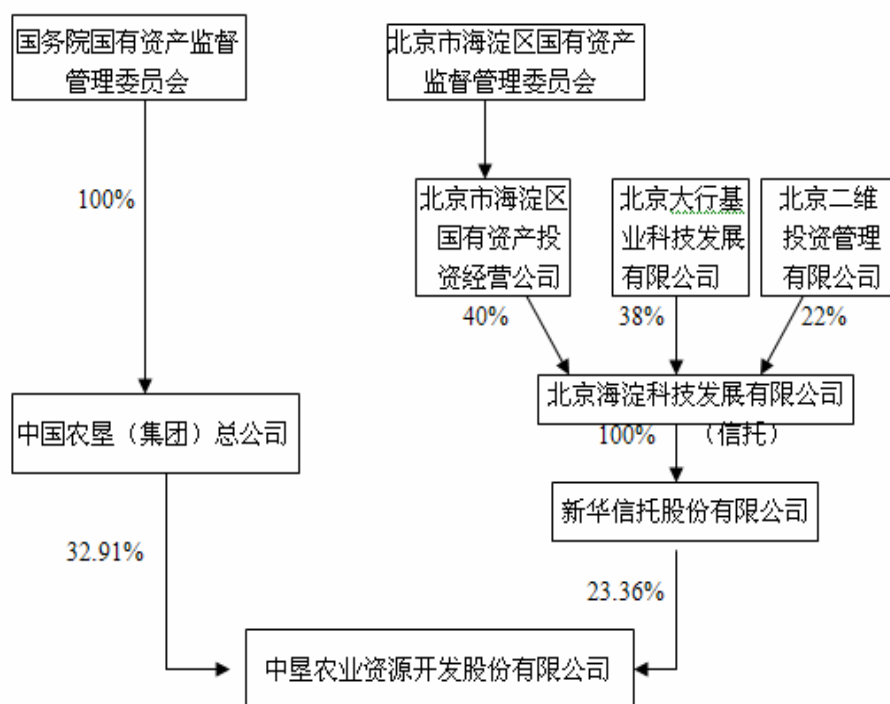 国务院国有资产监督
管理委员会
北京市海淀区国有资产
监督管理委员会
100%
北京市海淀区
国有资产投
资经营公司
北京大行基
业科技发展
有限公司
北京二维
投资管理
有限公司
40%
38%
22%
中国农垦（集团）总公司
北京海淀科技发展有限公司
100%
（信托）
新华信托股份有限公司
32.91%
23.36%
中垦农业资源开发股份有限公司